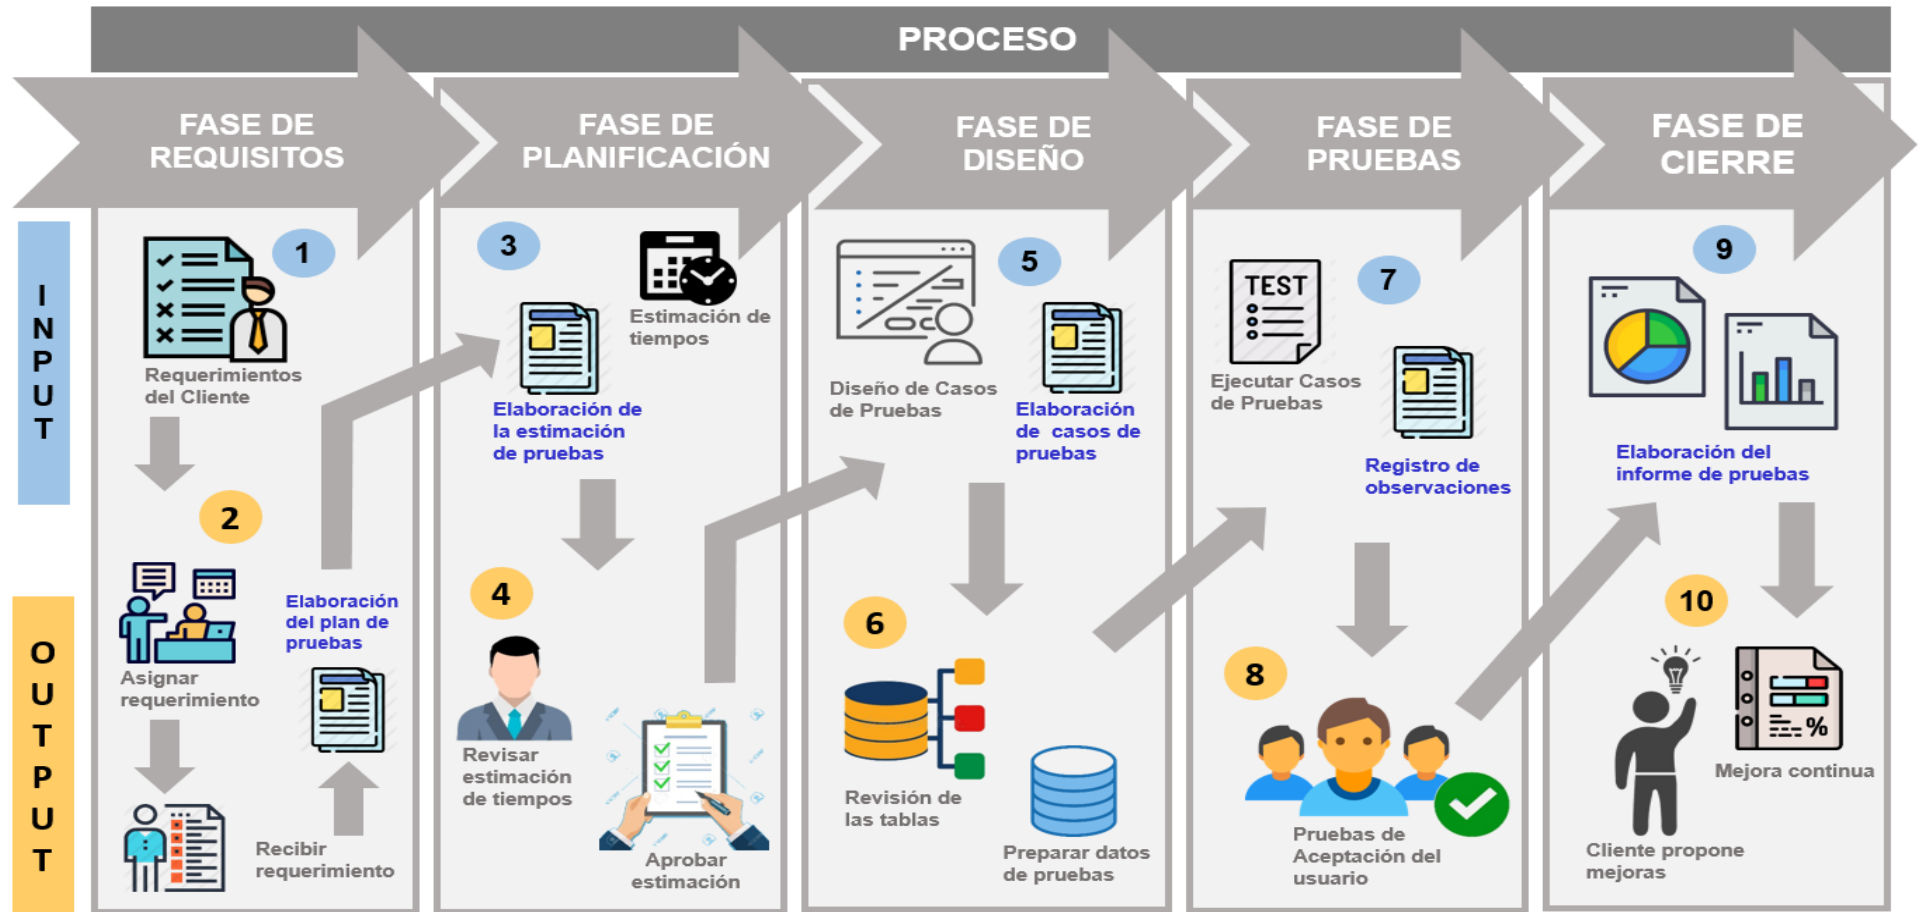 PROCESO
FASE DE
REQUISITOS
FASE DE
PLANIFICACIÓN
FASE DE
DISEÑO
FASE DE
PRUEBAS
FASE DE
CIERRE
INPUT
OUTPUT
1
Requerimientos
del Cliente
2
Asignar
requerimiento
Recibir
requerimiento
Elaboración
del plan de
pruebas
3
Estimación de
tiempos
Elaboración de
la estimación
de pruebas
4
Revisar
estimación
de tiempos
Aprobar
estimación
5
Diseño de Casos
de Pruebas
Elaboración
de casos de
pruebas
6
Revisión de
las tablas
Preparar datos
de pruebas
TEST
7
Ejecutar Casos
de Pruebas
Registro de
observaciones
8
Pruebas de
Aceptación del
usuario
9
Elaboración del
informe de pruebas
10
%
Mejora continua
Cliente propone
mejoras